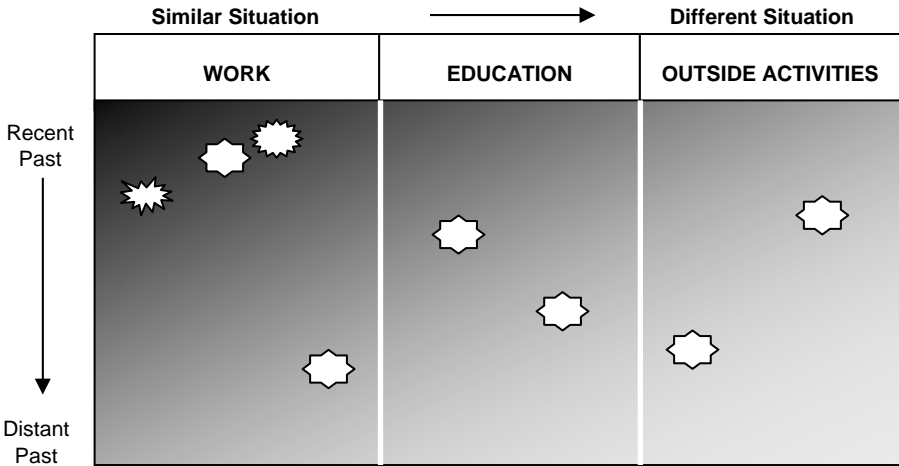 Similar Situation Different Situation
WORK EDUCATION OUTSIDE ACTIVITIES
Recent
Past
Distant
Past